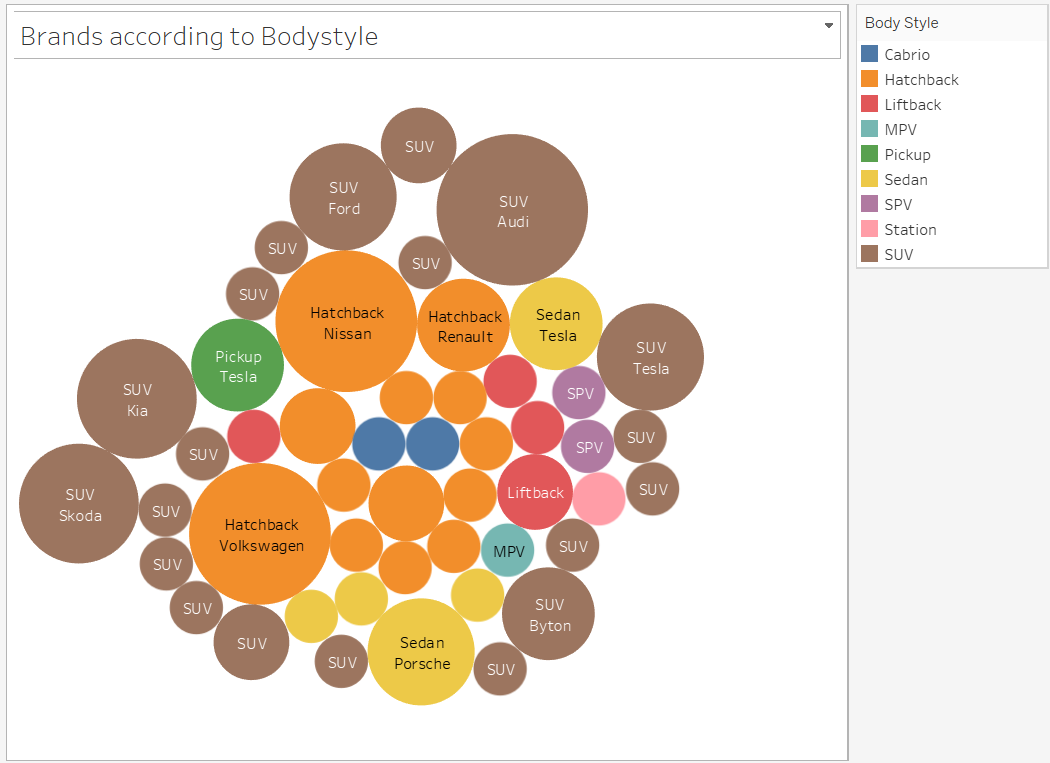 Brands according to Bodystyle
SUV
SUV
Ford
SUV
Audi
SUV
SUV
SUV
Hatchback
Nissan
Hatchback
Renault
Sedan
Tesla
SUV
Tesla
Pickup
Tesla
SUV
Kia
SPV
SUV
SPV
SUV
SUV
Skoda
SUV
Hatchback
Volkswagen
Liftback
SUV
SUV
MPV
SUV
SUV
SUV
Byton
SUV
SUV
Sedan
Porsche
SUV
Body Style
Cabrio
Hatchback
Liftback
MPV
Pickup
Sedan
SPV
Station
SUV